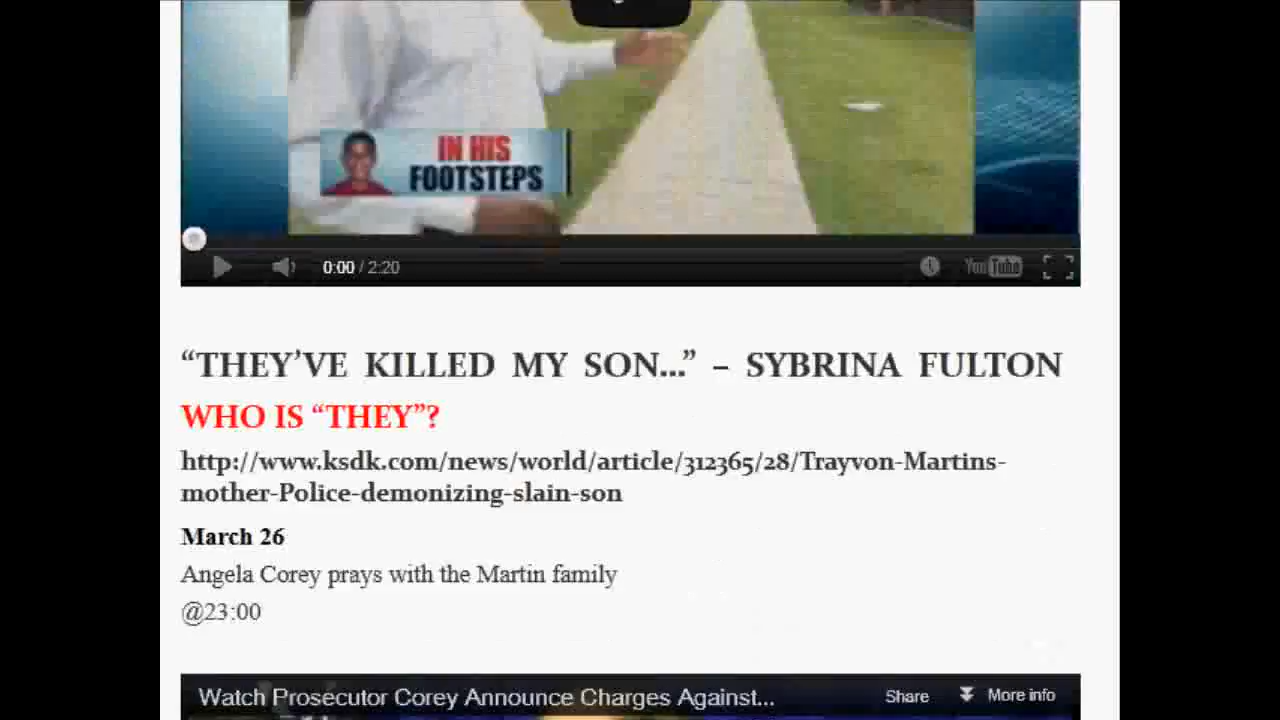 IN HIS
FOOTSTEPS
0:00 / 2:20
YouTube
“THEY’VE KILLED MY SON...” – SYBRINA FULTON
WHO IS “THEY”?
http://www.ksdk.com/news/world/article/312365/28/Trayvon-Martins-
mother-Police-demonizing-slain-son
March 26
Angela Corey prays with the Martin family
@23:00
Watch Prosecutor Corey Announce Charges Against... Share More info